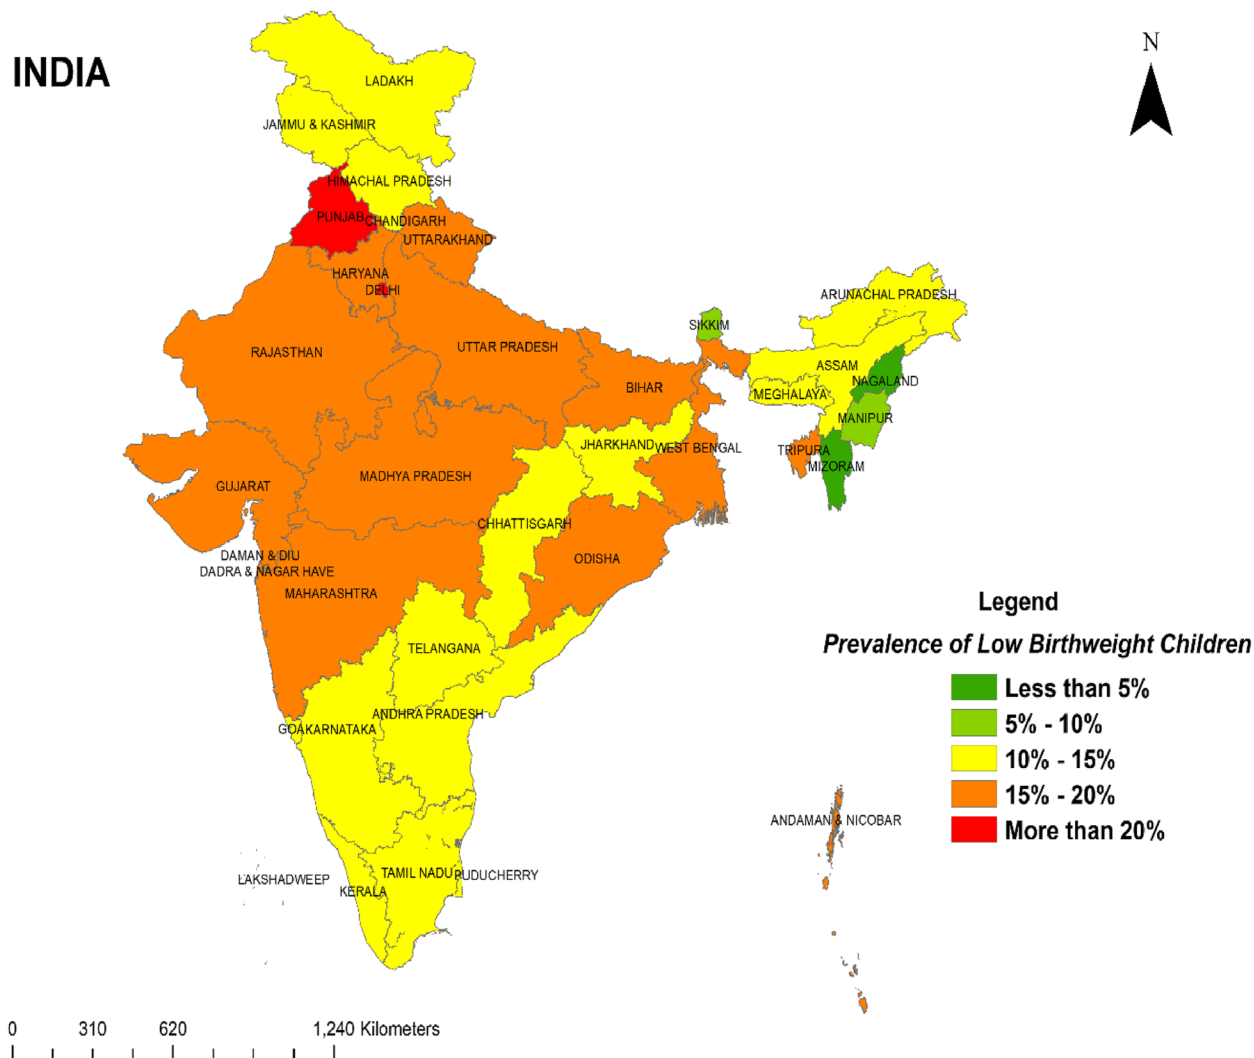 INDIA
N
LADAKH
JAMMU & KASHMIR
HIMACHAL PRADESH
PUNJAB
CHANDIGARH
UTTARAKHAND
HARYANA
DELHI
ARUNACHAL PRADESH
SIKKIM
RAJASTHAN
UTTAR PRADESH
ASSAM
NAGALAND
BIHAR
MEGHALAYA
MANIPUR
JHARKHAND
WEST BENGAL
TRIPURA
MIZORAM
MADHYA PRADESH
GUJARAT
CHHATTISGARH
DAMAN & DIU
ODISHA
DADRA & NAGAR HAVE
MAHARASHTRA
TELANGANA
ANDHRA PRADESH
GOA
KARNATAKA
LAKSHADWEEP
KERALA
TAMIL NADU
PUDUCHERRY
ANDAMAN & NICOBAR
Legend
Prevalence of Low Birthweight Children
Less than 5%
5% - 10%
10% - 15%
15% - 20%
More than 20%
0 310 620 1,240 Kilometers